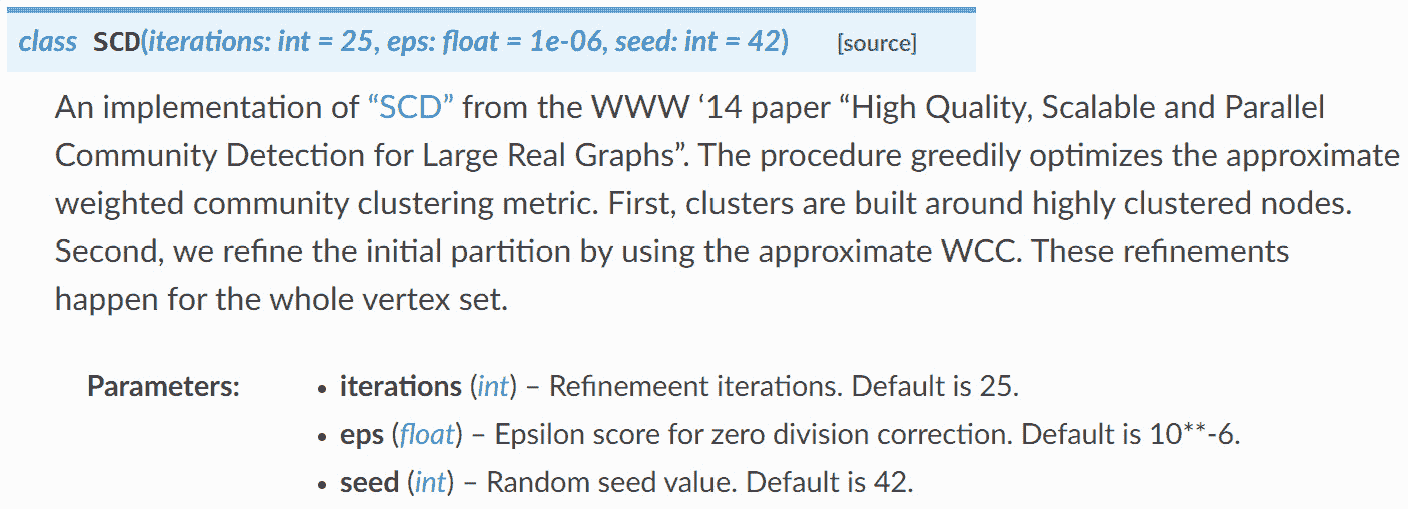 class SCD(iterations: int = 25, eps: float = 1e-06, seed: int = 42) [source]
An implementation of “SCD” from the WWW ‘14 paper “High Quality, Scalable and Parallel
Community Detection for Large Real Graphs”. The procedure greedily optimizes the approximate
weighted community clustering metric. First, clusters are built around highly clustered nodes.
Second, we refine the initial partition by using the approximate WCC. These refinements
happen for the whole vertex set.
Parameters: • iterations (int) – Refinemeent iterations. Default is 25.
• eps (float) – Epsilon score for zero division correction. Default is 10**-6.
• seed (int) – Random seed value. Default is 42.